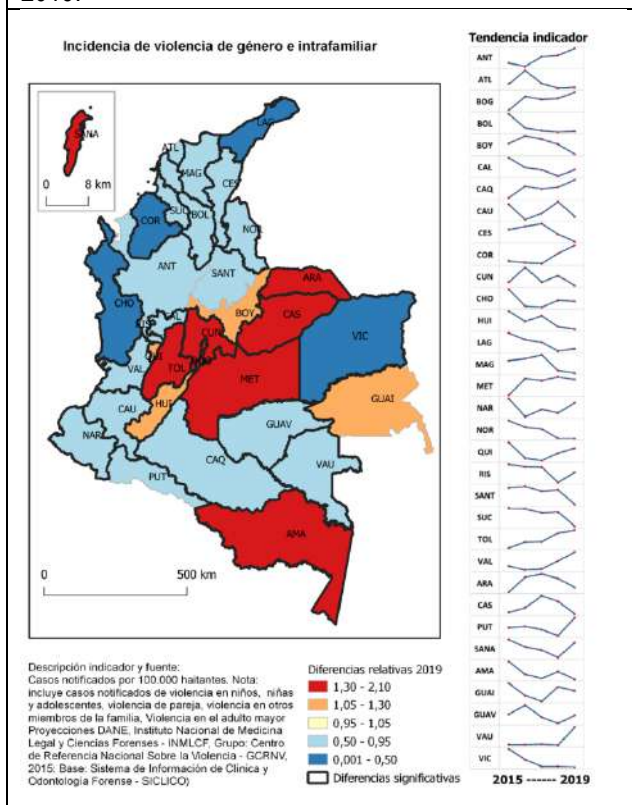 2019.
Incidencia de violencia de género e intrafamiliar
Tendencia indicador
SANA
0 8 km
LAG
ATL
MAG
CES
SUC
COR
BOL
NOR
ANT
SANT
ARA
CHO
BOY
CAS
CAL
CUN
VIC
VAL
TOL
MET
HUI
GUAI
CAU
GUAV
NAR
CAQ
VAU
PUT
AMA
0 500 km
ANT
ATL
BOG
BOL
BOY
CAL
CAQ
CAU
CES
COR
CUN
CHO
HUI
LAG
MAG
MET
NAR
NOR
QUI
RIS
SANT
SUC
TOL
VAL
ARA
CAS
PUT
SANA
AMA
GUAI
GUAV
VAU
VIC
2015 ------ 2019
Descripción indicador y fuente:
Casos notificados por 100.000 haitantes. Nota:
incluye casos notificados de violencia en niños, niñas
y adolescentes, violencia de pareja, violencia en otros
miembros de la familia, Violencia en el adulto mayor
Proyecciones DANE, Instituto Nacional de Medicina
Legal y Ciencias Forenses - INMLCF, Grupo: Centro
de Referencia Nacional Sobre la Violencia - GCRNV,
2015; Base: Sistema de Información de Clínica y
Odontología Forense - SICLICO)
Diferencias relativas 2019
1,30 - 2,10
1,05 - 1,30
0,95 - 1,05
0,50 - 0,95
0,001 - 0,50
Diferencias significativas